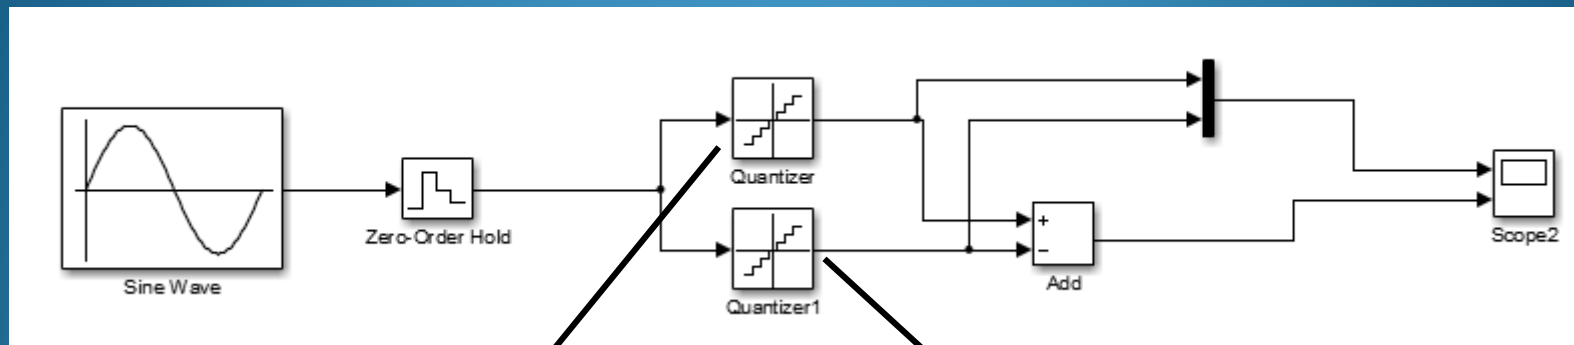 Quantizer
Zero-Order Hold
+
−
Scope2
Sine Wave
Quantizer1
Add